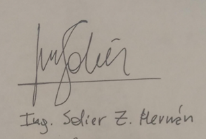 Ing. Solier Z. Hernán